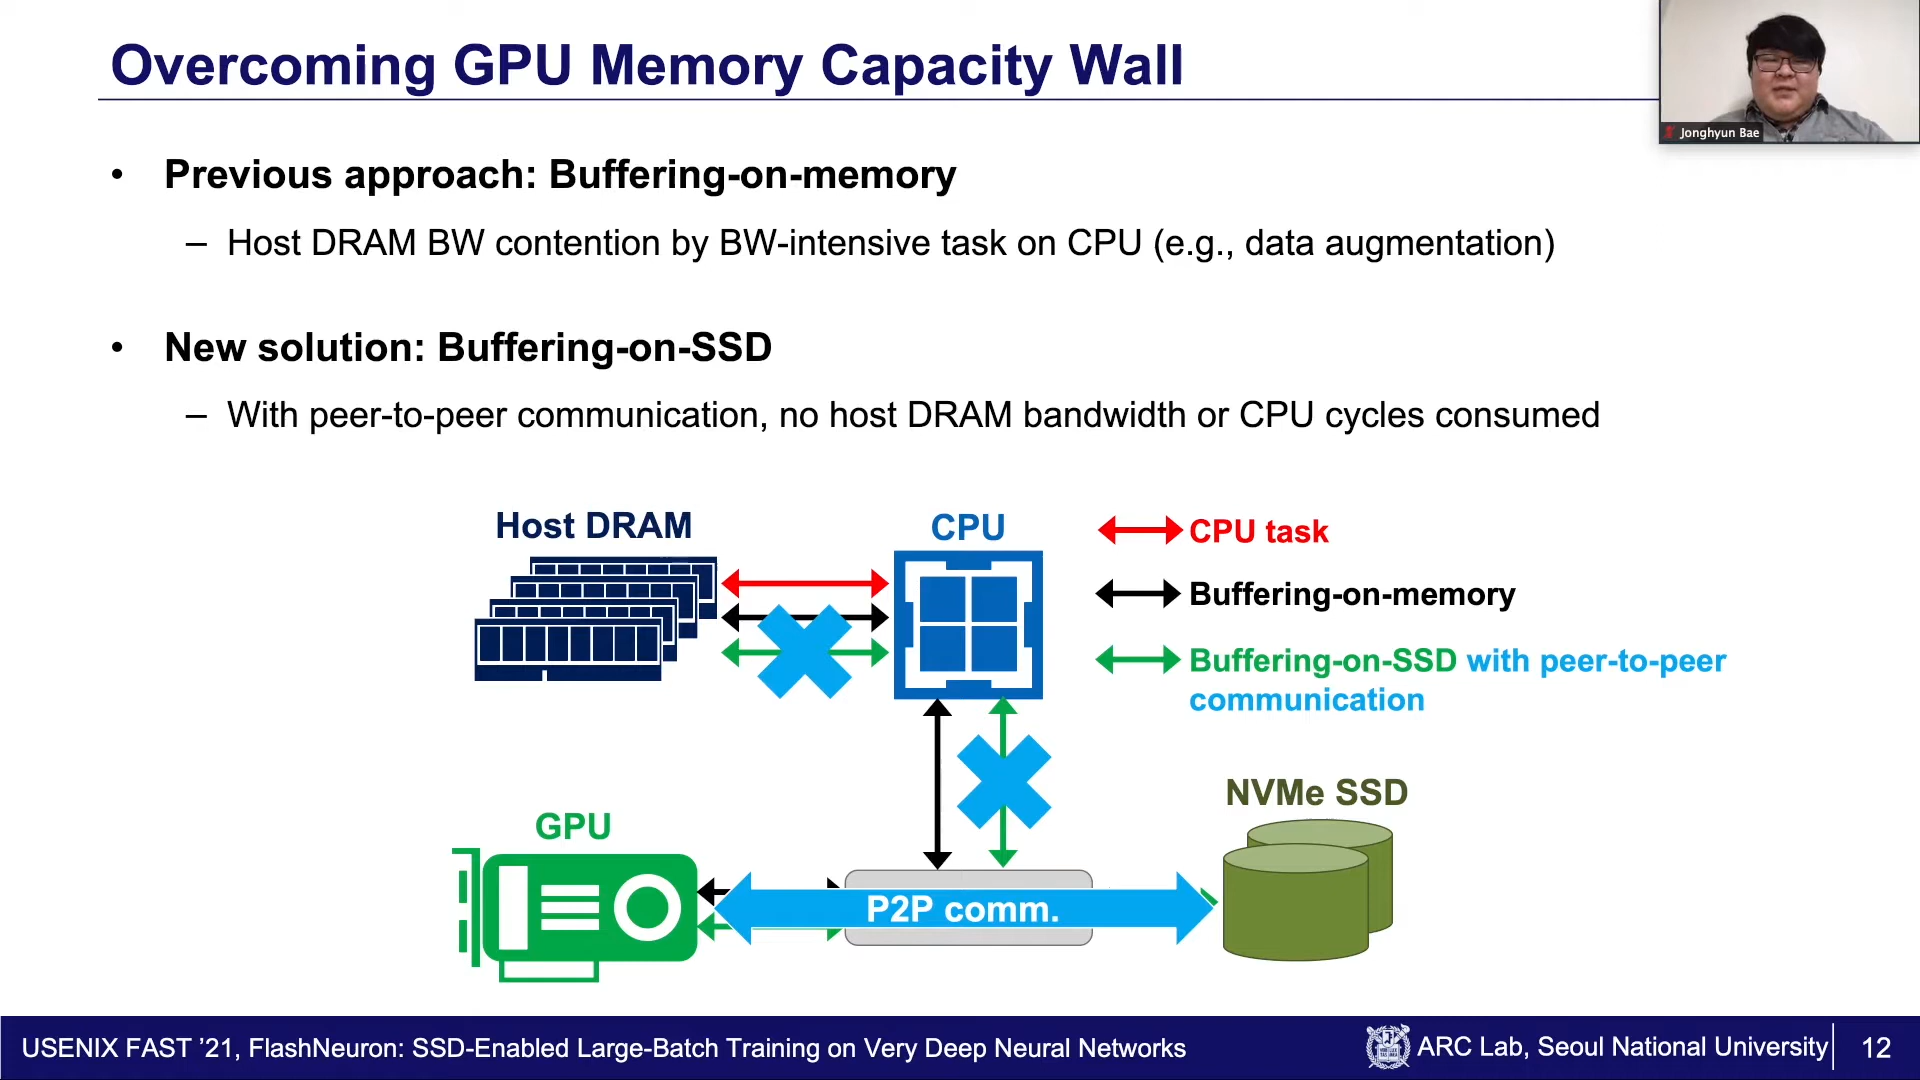 Overcoming GPU Memory Capacity Wall
Jonghyun Bae
• Previous approach: Buffering-on-memory
– Host DRAM BW contention by BW-intensive task on CPU (e.g., data augmentation)
• New solution: Buffering-on-SSD
– With peer-to-peer communication, no host DRAM bandwidth or CPU cycles consumed
Host DRAM
CPU
CPU task
Buffering-on-memory
Buffering-on-SSD with peer-to-peer
communication
NVMe SSD
GPU
P2P comm.
USENIX FAST ’21, FlashNeuron: SSD-Enabled Large-Batch Training on Very Deep Neural Networks
ARC Lab, Seoul National University
12